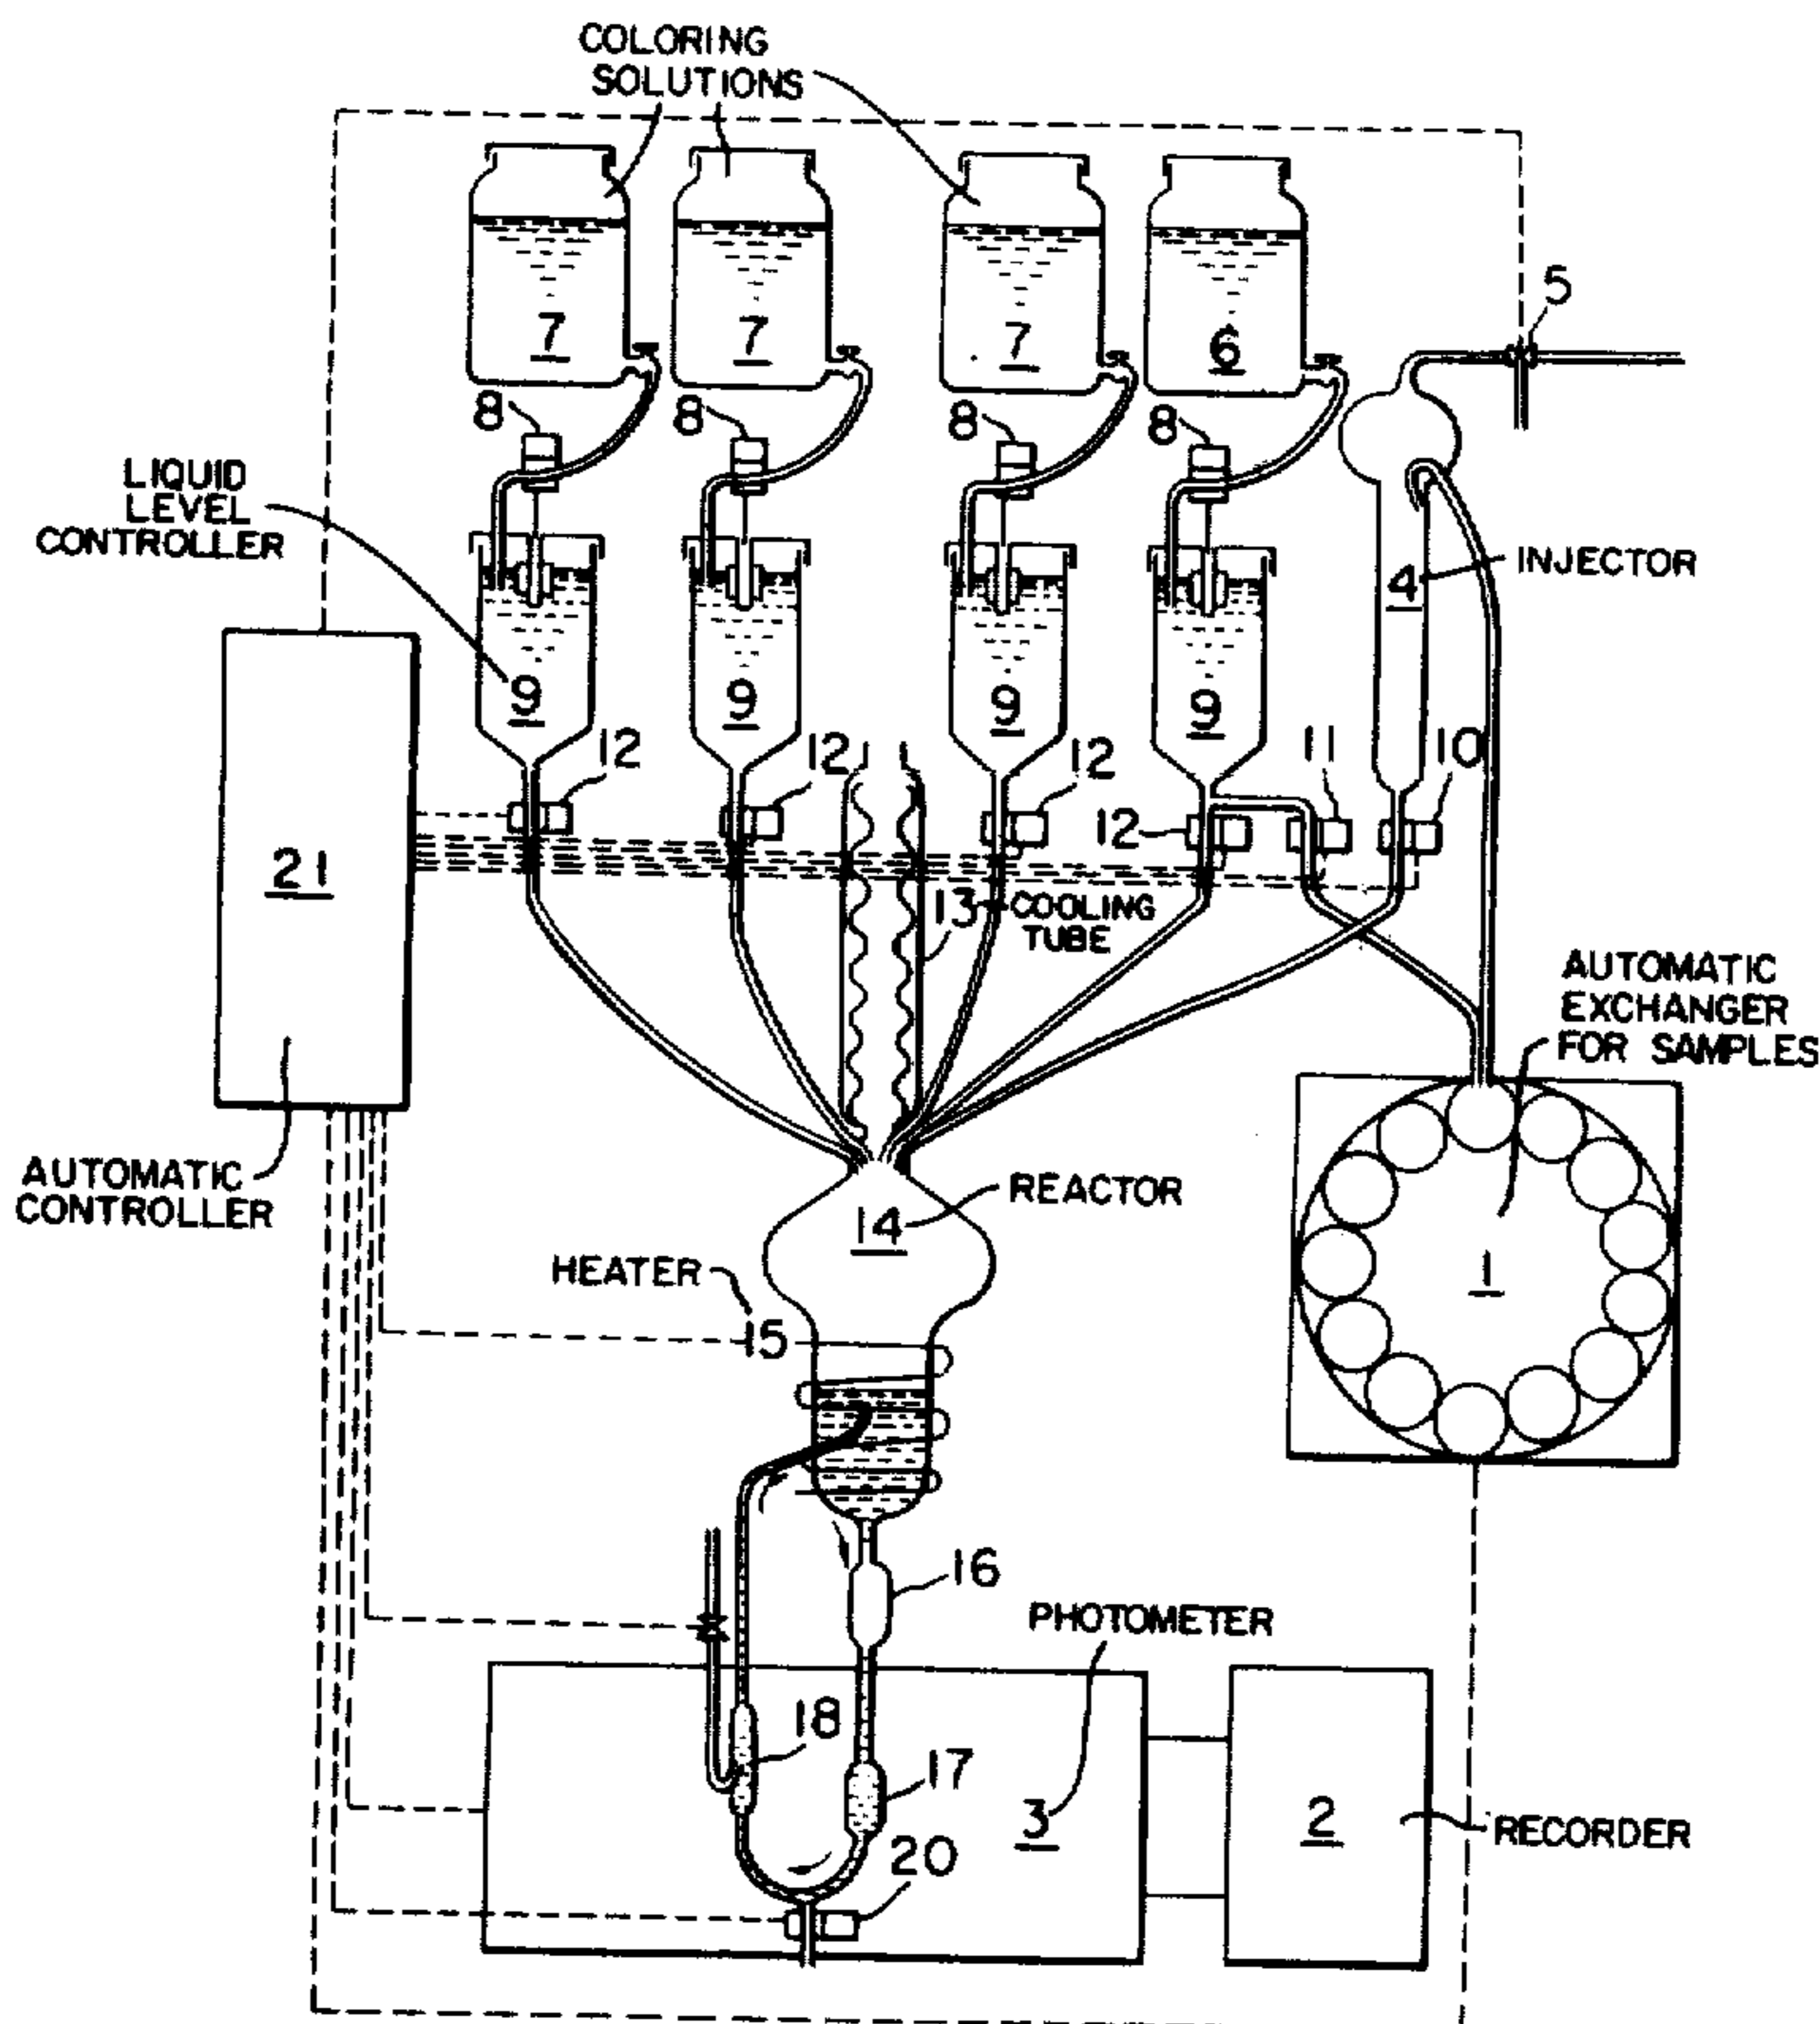 COLORING
SOLUTIONS
5
7
7
7
6
8
8
8
8
LIQUID
LEVEL
CONTROLLER
INJECTOR
4
9
9
9
9
12
12
12
11
10
12
21
13
COOLING
TUBE
AUTOMATIC
EXCHANGER
FOR SAMPLES
AUTOMATIC
CONTROLLER
REACTOR
14
HEATER
1
15
16
PHOTOMETER
18
17
3
2
RECORDER
20